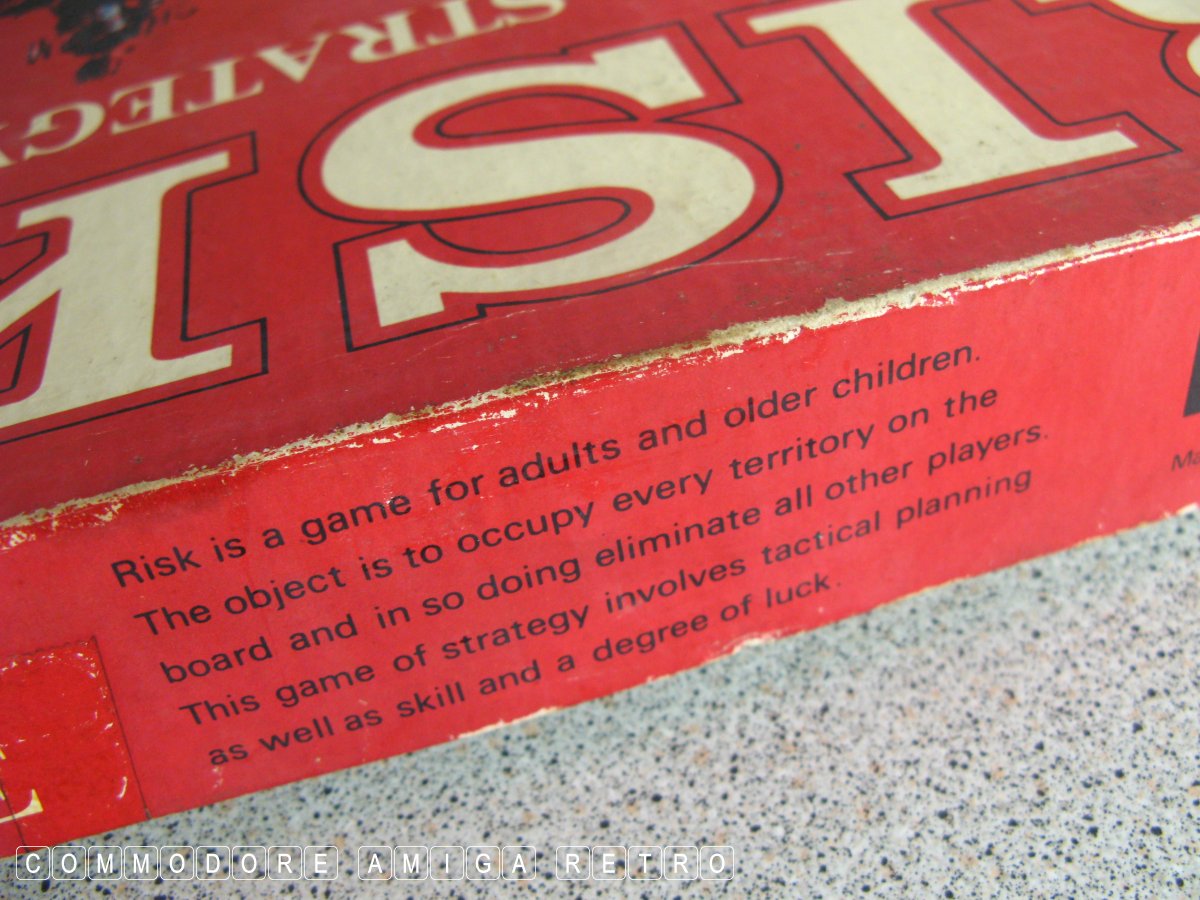 STRATEG
RISK
Risk is a game for adults and older children.
The object is to occupy every territory on the
board and in so doing eliminate all other players.
This game of strategy involves tactical planning
as well as skill and a degree of luck.
COMMODORE AMIGA RETRO